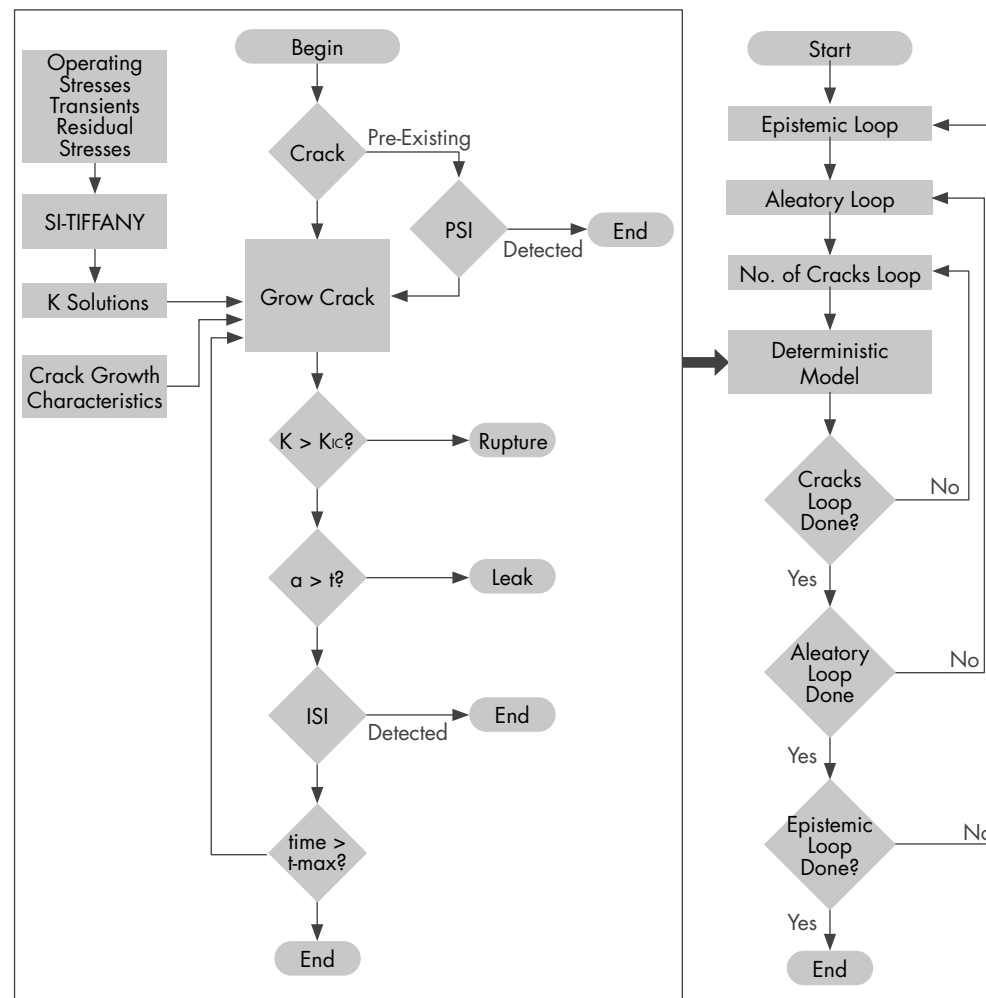 Operating
Stresses
Transients
Residual
Stresses
SI-TIFFANY
K Solutions
Crack Growth
Characteristics
Begin
Crack
Pre-Existing
PSI
Detected
End
Grow Crack
K > KIC?
Rupture
a > t?
Leak
ISI
Detected
End
time >
t-max?
End
Start
Epistemic Loop
Aleatory Loop
No. of Cracks Loop
Deterministic
Model
Cracks
Loop
Done?
No
Yes
Aleatory
Loop
Done
No
Yes
Epistemic
Loop
Done?
No
Yes
End